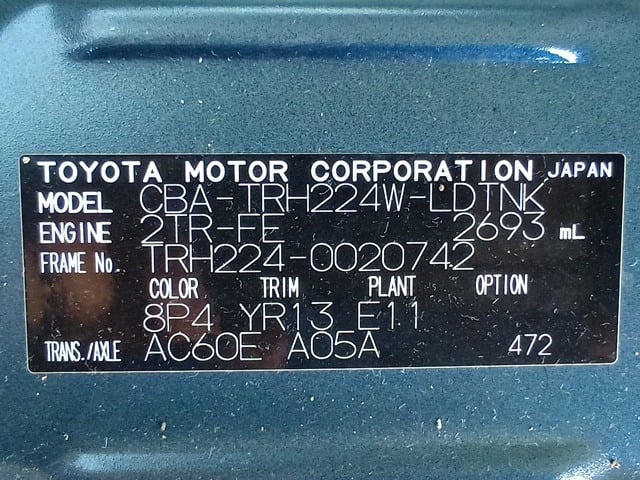 TOYOTA MOTOR CORPORATION JAPAN
MODEL CBA-TRH224W-LDTNK
ENGINE 2TR-FE 2693 mL
FRAME No. TRH224-0020742
COLOR TRIM PLANT OPTION
8P4 YR13 E11
TRANS./AXLE AC60E A05A 472